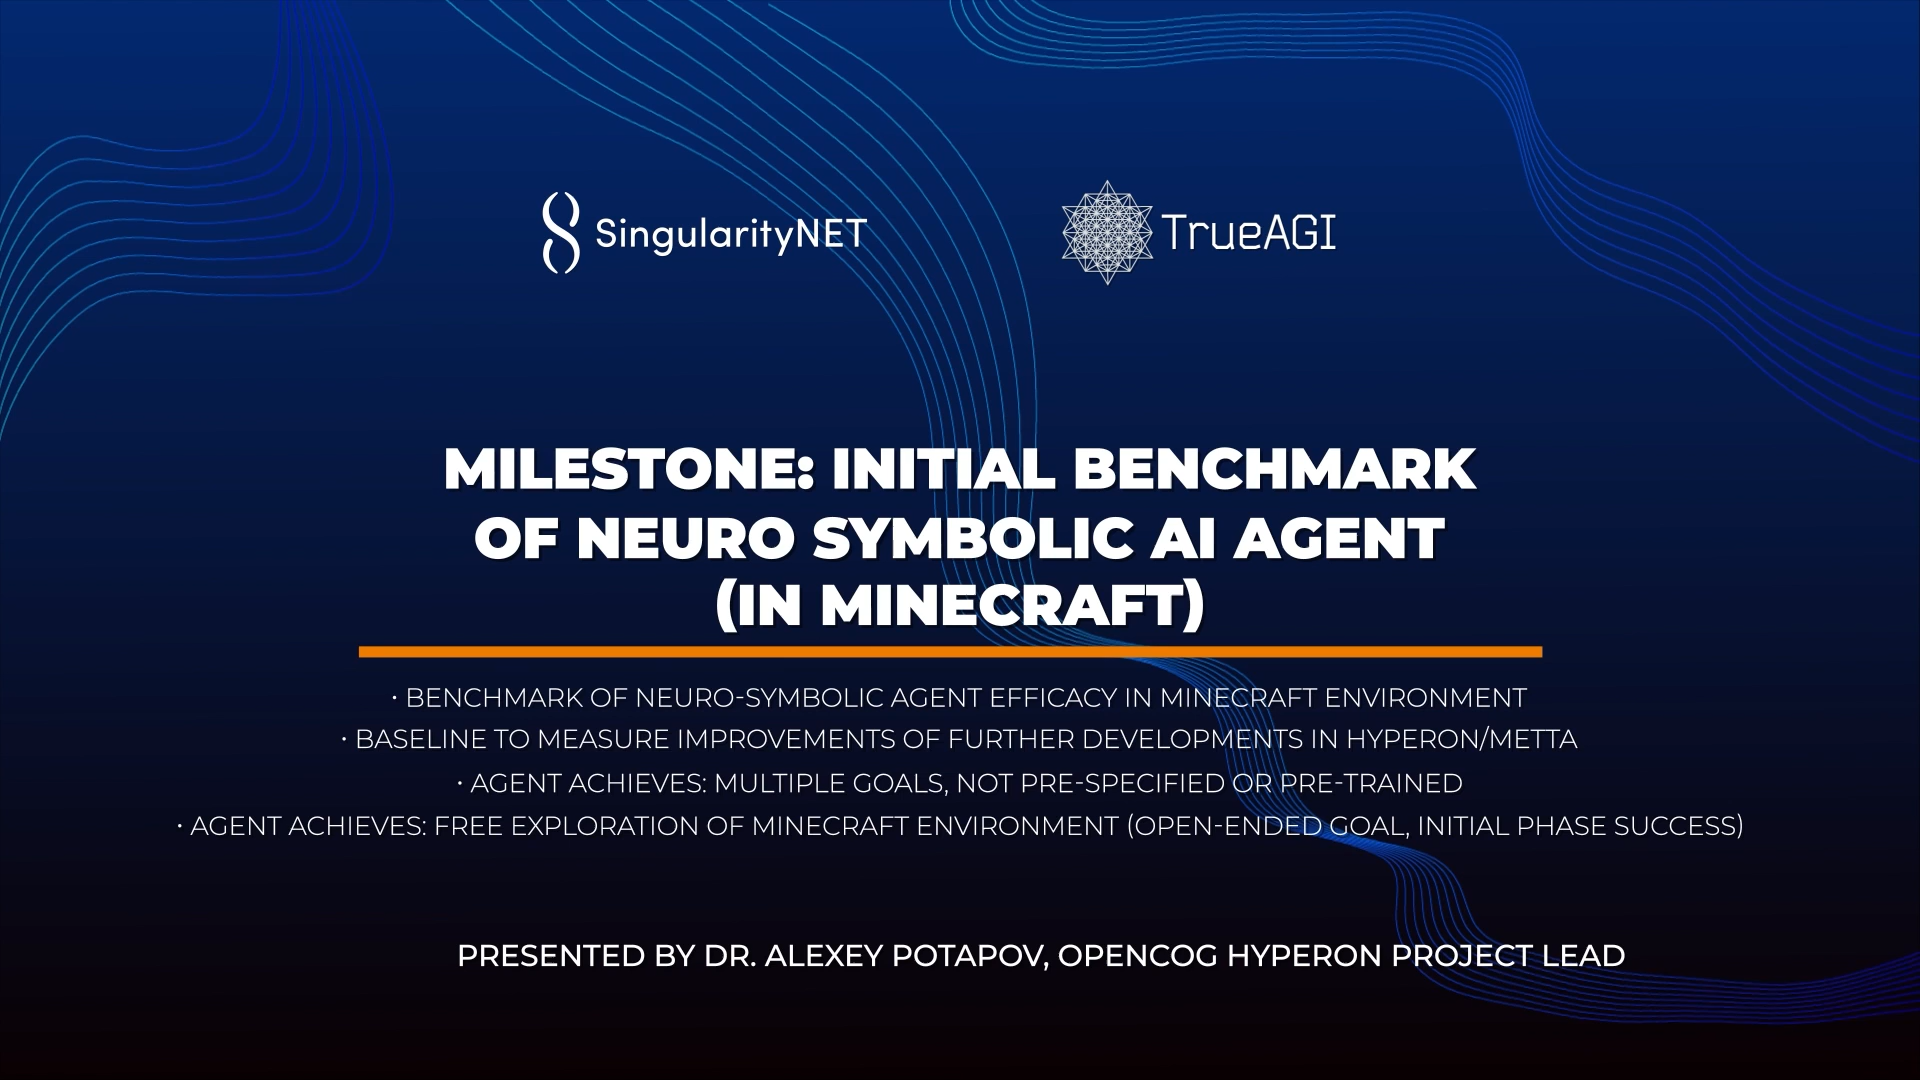 SingularityNET
TrueAGI
MILESTONE: INITIAL BENCHMARK
OF NEURO SYMBOLIC AI AGENT
(IN MINECRAFT)
· BENCHMARK OF NEURO-SYMBOLIC AGENT EFFICACY IN MINECRAFT ENVIRONMENT
· BASELINE TO MEASURE IMPROVEMENTS OF FURTHER DEVELOPMENTS IN HYPERON/METTA
· AGENT ACHIEVES: MULTIPLE GOALS, NOT PRE-SPECIFIED OR PRE-TRAINED
· AGENT ACHIEVES: FREE EXPLORATION OF MINECRAFT ENVIRONMENT (OPEN-ENDED GOAL, INITIAL PHASE SUCCESS)
PRESENTED BY DR. ALEXEY POTAPOV, OPENCOG HYPERON PROJECT LEAD